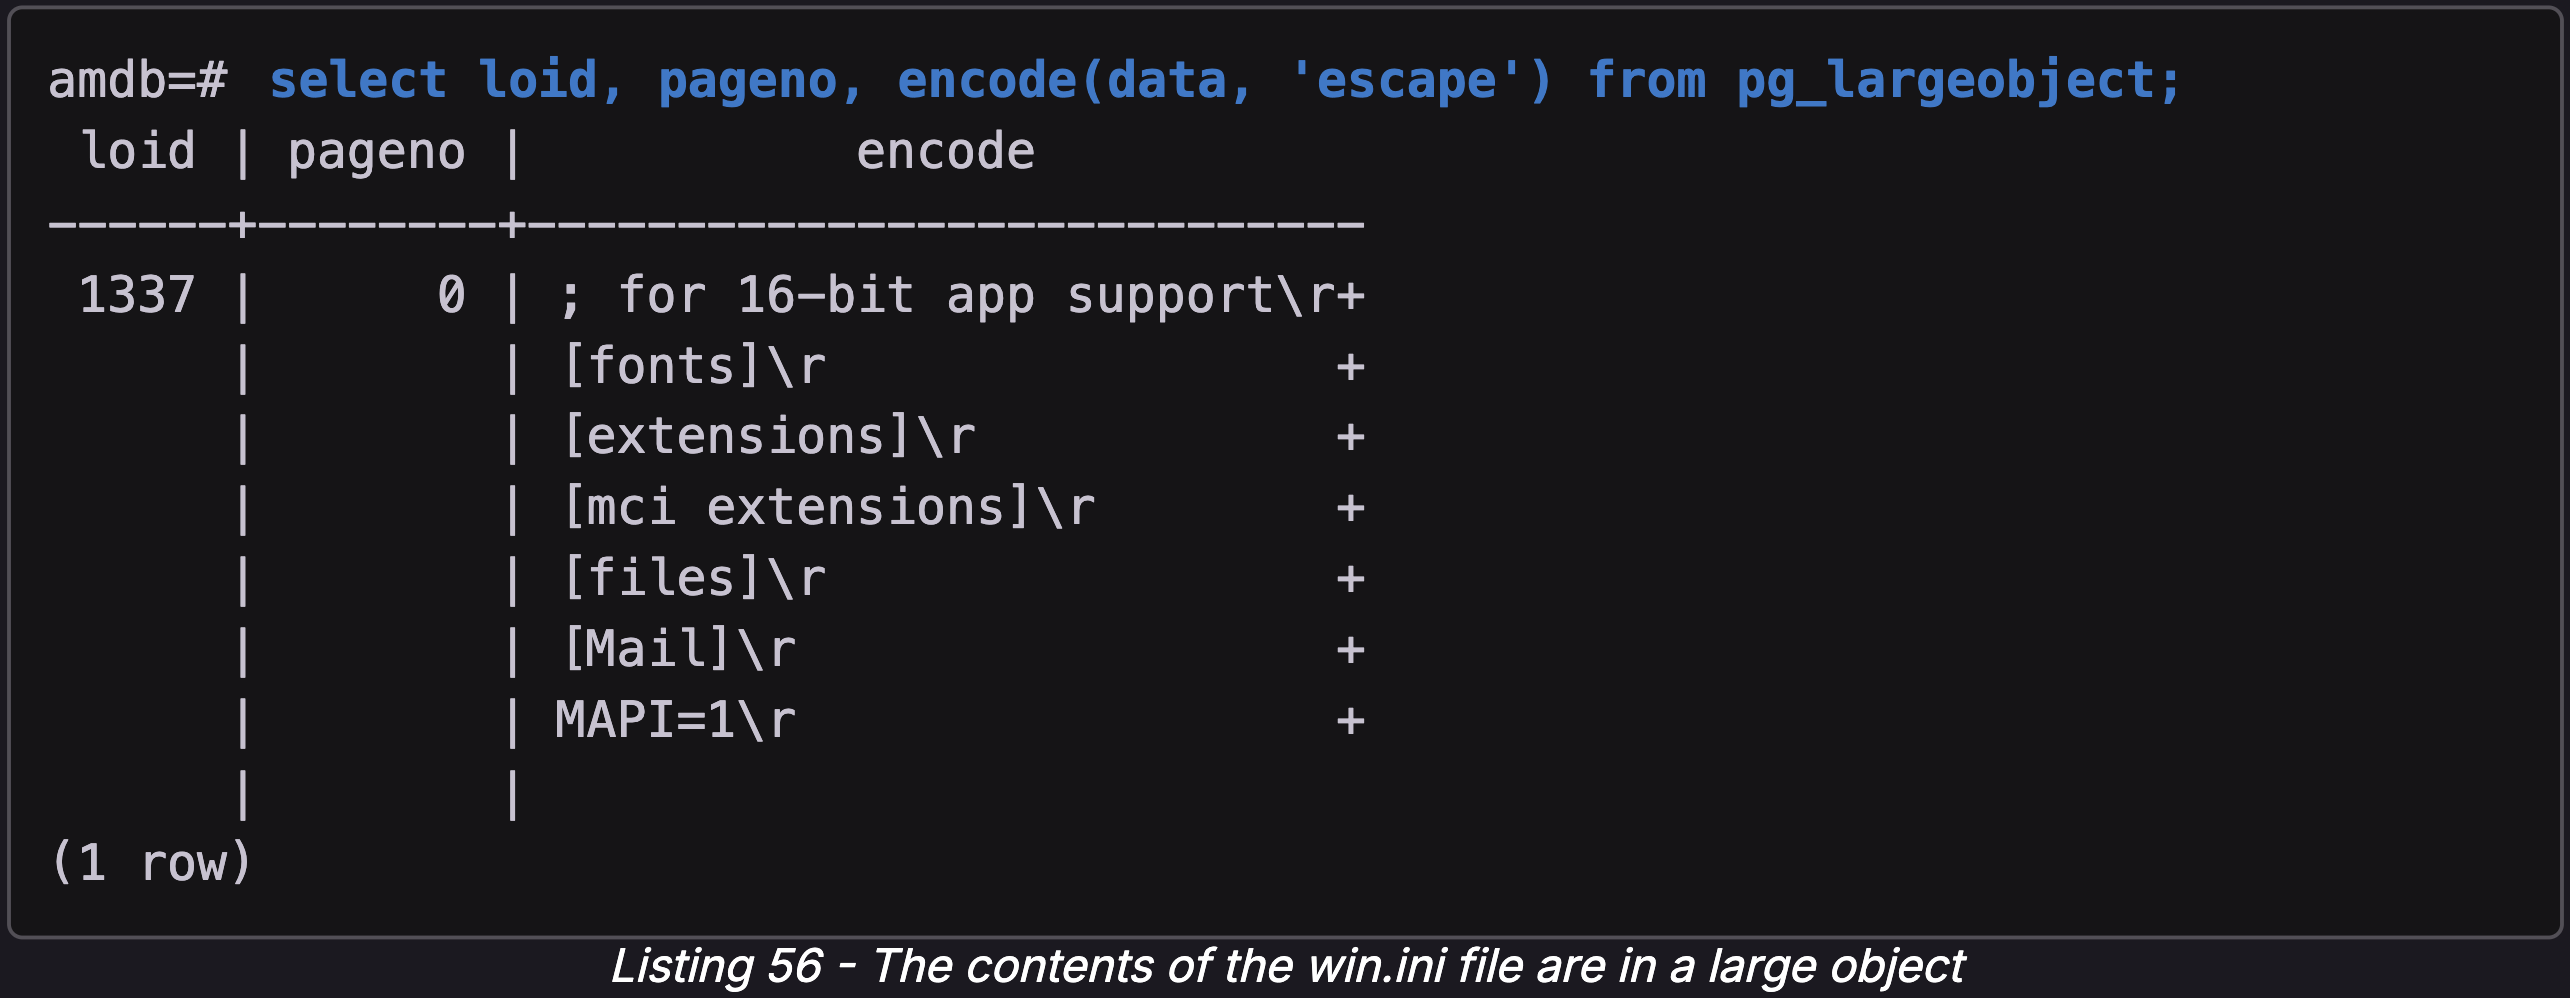 amdb=# select loid, pageno, encode(data, 'escape') from pg_largeobject;
 loid | pageno |           encode
------+--------+----------------------------
 1337 |      0 | ; for 16-bit app support\r+
      |        | [fonts]\r                 +
      |        | [extensions]\r            +
      |        | [mci extensions]\r        +
      |        | [files]\r                 +
      |        | [Mail]\r                  +
      |        | MAPI=1\r                  +
      |        |
(1 row)
Listing 56 - The contents of the win.ini file are in a large object